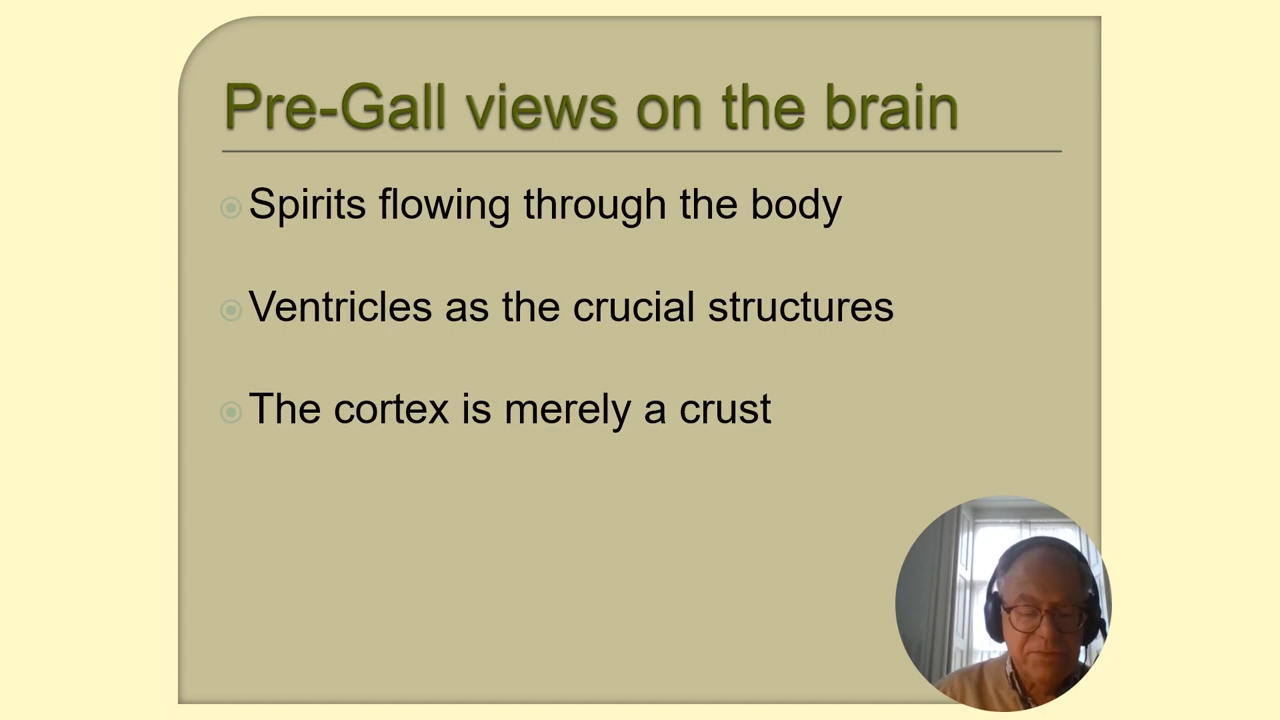 Pre-Gall views on the brain
Spirits flowing through the body
Ventricles as the crucial structures
The cortex is merely a crust